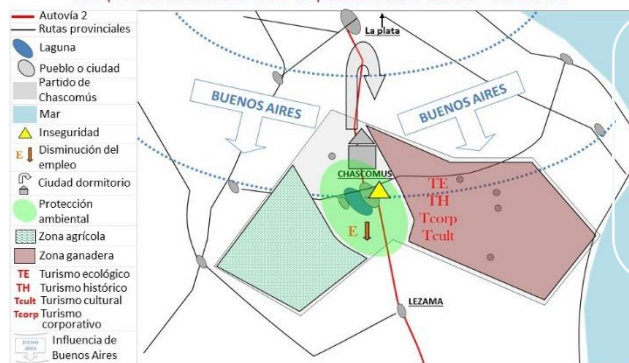 Autovía 2
Rutas provinciales
Laguna
Pueblo o ciudad
Partido de
Chascomús
Mar
Inseguridad
E
Disminución del
empleo
Ciudad dormitorio
Protección
ambiental
Zona agrícola
Zona ganadera
TE Turismo ecológico
TH Turismo histórico
Tcult Turismo cultural
Tcorp Turismo
corporativo
Influencia de
Buenos Aires
La plata
BUENOS AIRES
BUENOS AIRES
CHASCOMUS
TE
TH
Tcorp
Tcult
E
LEZAMA